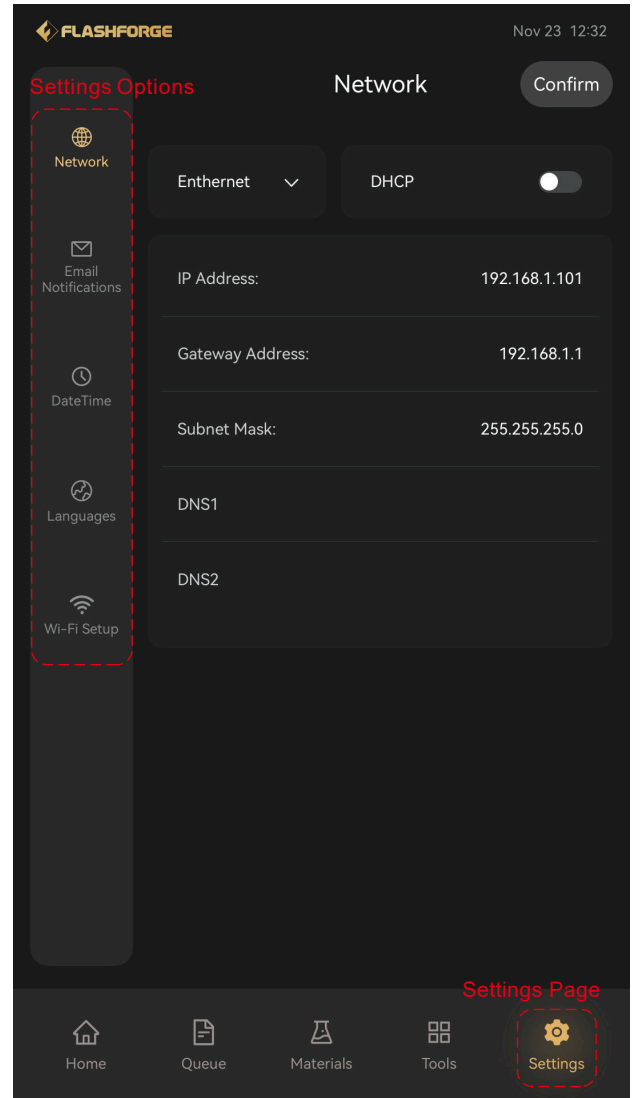 FLASHFORGE
Nov 23 12:32
Settings Options
Network
Confirm
Network
Enthernet
DHCP
Email
Notifications
IP Address:
192.168.1.101
Gateway Address:
192.168.1.1
DateTime
Subnet Mask:
255.255.255.0
Languages
DNS1
DNS2
Wi-Fi Setup
Settings Page
Home
Queue
Materials
Tools
Settings